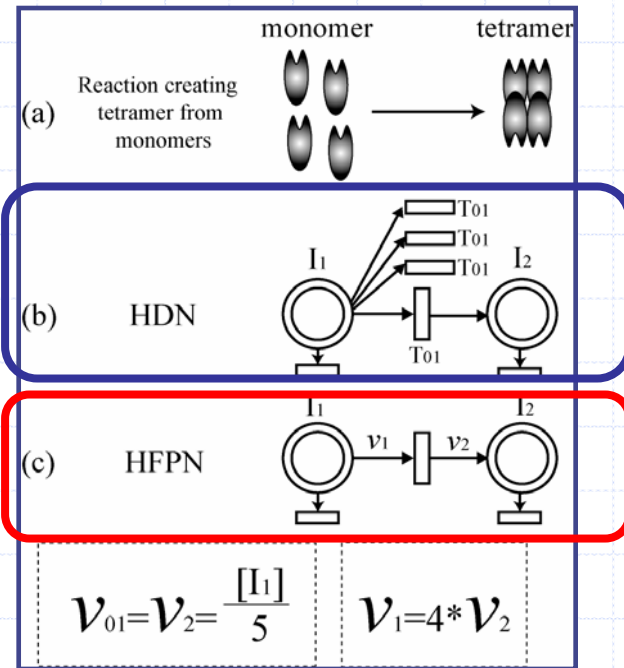 monomer tetramer
(a) Reaction creating
tetramer from
monomers
T01
T01
I1 T01 I2
(b) HDN
T01
I1 I2
(c) HFPN v1 v2
v01=v2= [I1]/5 v1=4*v2